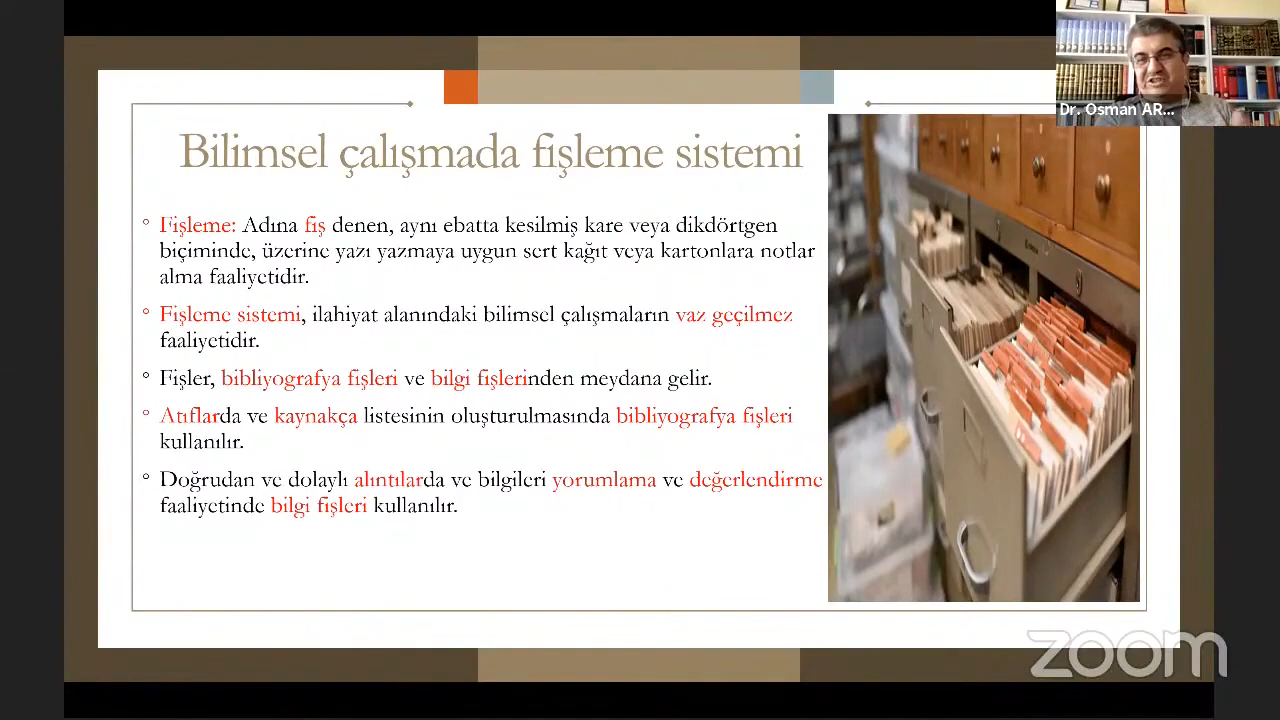 Dr. Osman AR...
Bilimsel çalışmada fişleme sistemi
° Fişleme: Adına fiş denen, aynı ebatta kesilmiş kare veya dikdörtgen
biçiminde, üzerine yazı yazmaya uygun sert kağıt veya kartonlara notlar
alma faaliyetidir.
° Fişleme sistemi, ilahiyat alanındaki bilimsel çalışmaların vaz geçilmez
faaliyetidir.
° Fişler, bibliyografya fişleri ve bilgi fişlerinden meydana gelir.
° Atıflarda ve kaynakça listesinin oluşturulmasında bibliyografya fişleri
kullanılır.
° Doğrudan ve dolaylı alıntılarda ve bilgileri yorumlama ve değerlendirme
faaliyetinde bilgi fişleri kullanılır.
zoom